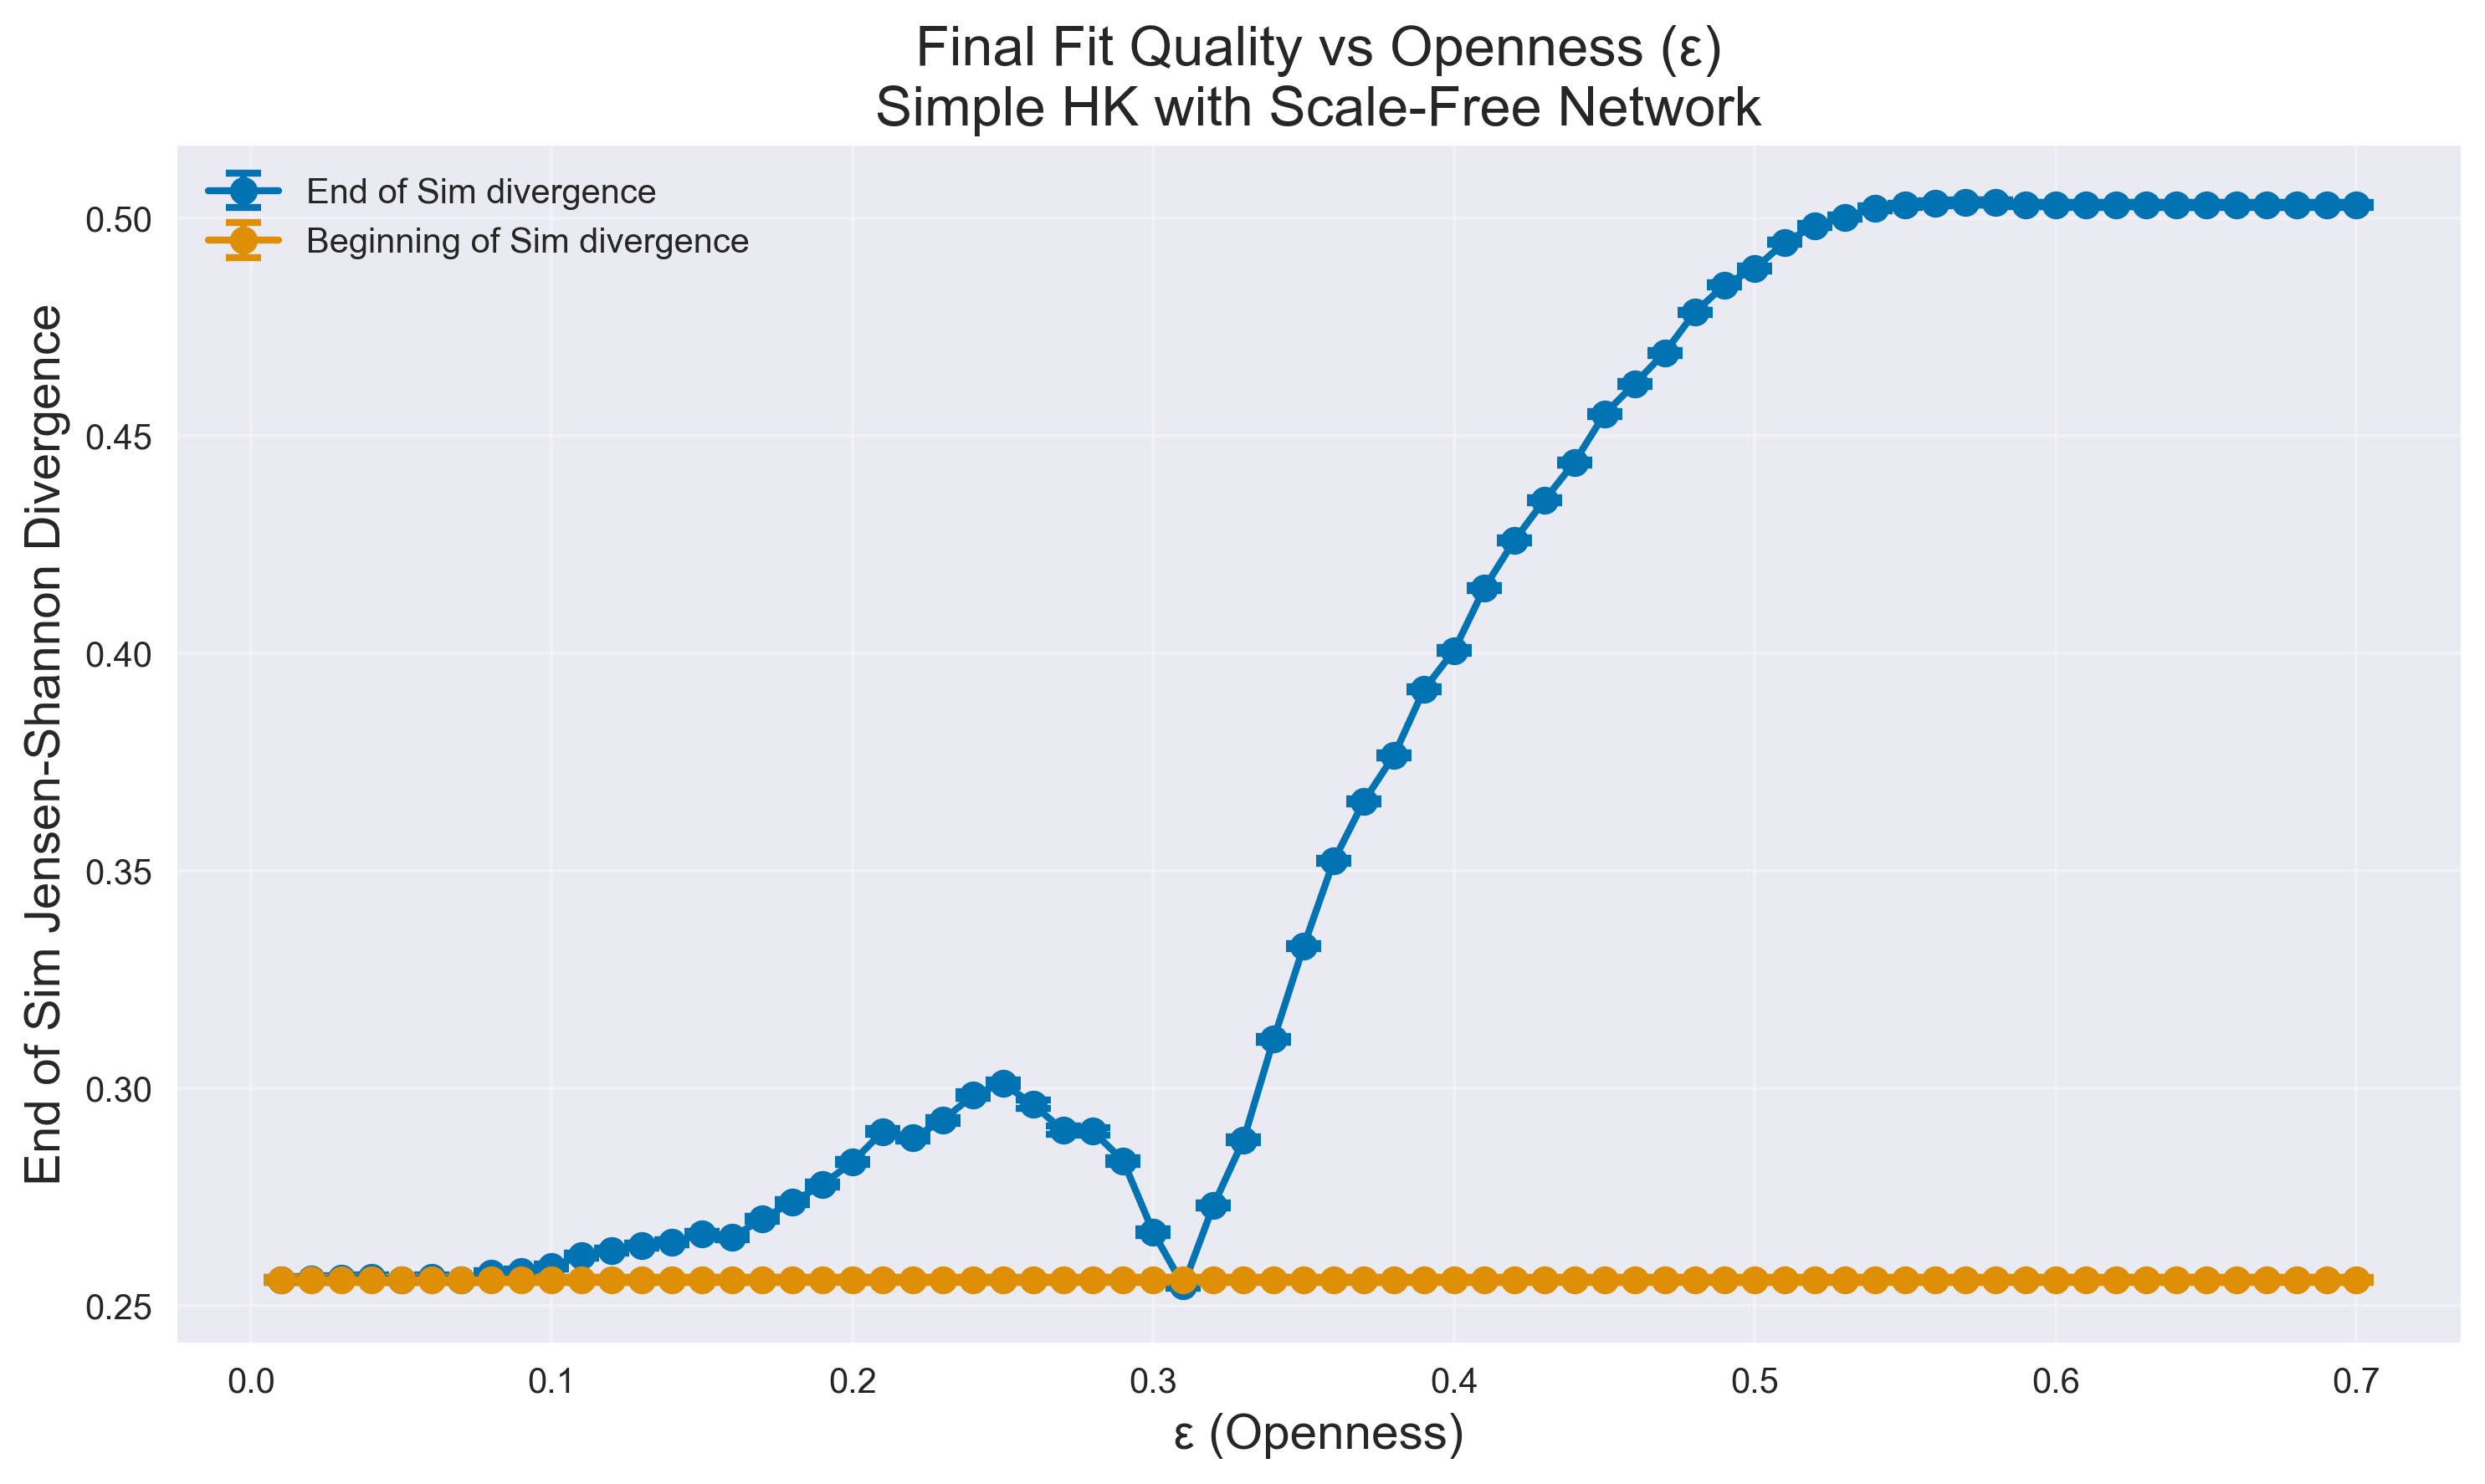 Final Fit Quality vs Openness (ε)
Simple HK with Scale-Free Network
End of Sim divergence
Beginning of Sim divergence
End of Sim Jensen-Shannon Divergence
0.50
0.45
0.40
0.35
0.30
0.25
0.0 0.1 0.2 0.3 0.4 0.5 0.6 0.7
ε (Openness)